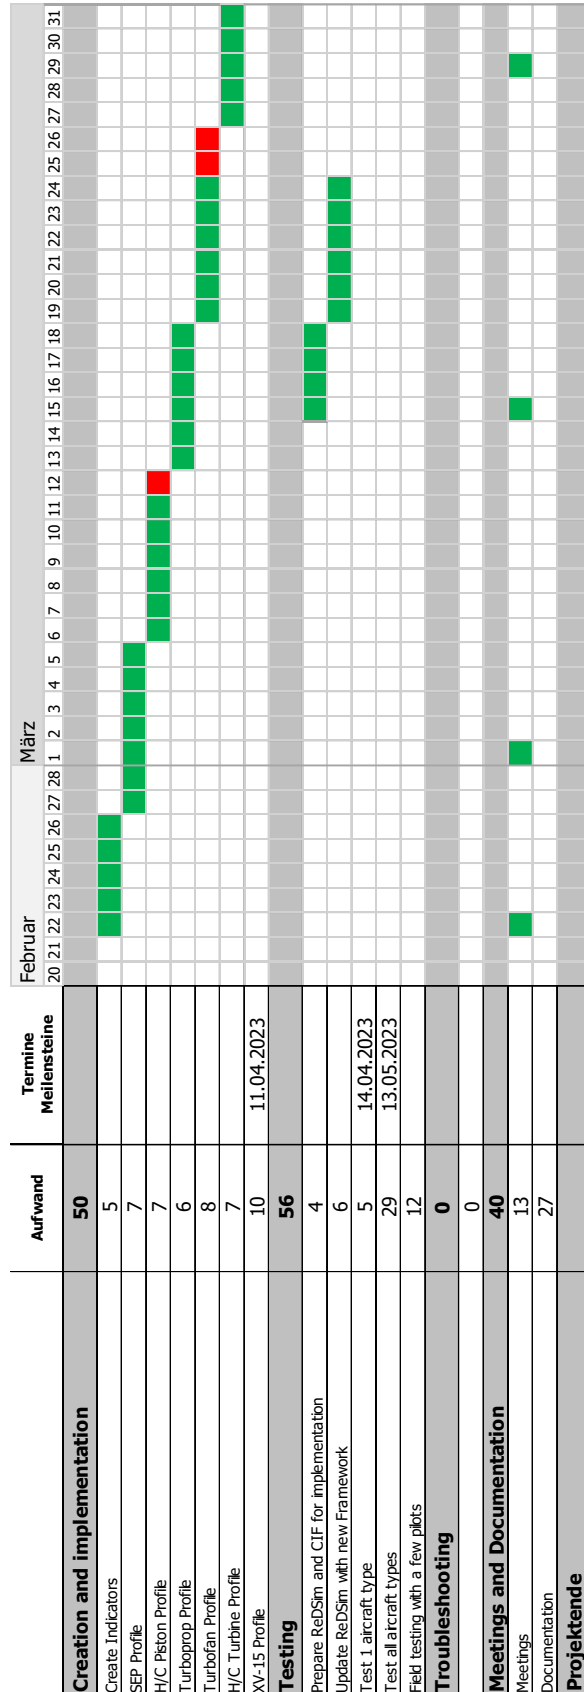 Aufwand Termine Meilensteine Februar März
20 21 22 23 24 25 26 27 28 1 2 3 4 5 6 7 8 9 10 11 12 13 14 15 16 17 18 19 20 21 22 23 24 25 26 27 28 29 30 31
Creation and implementation 50
Create Indicators 5
SEP Profile 7
H/C Piston Profile 7
Turboprop Profile 6
Turbofan Profile 8
H/C Turbine Profile 7
XV-15 Profile 10 11.04.2023
Testing 56
Prepare ReDSim and CIF for implementation 4
Update ReDSim with new Framework 6
Test 1 aircraft type 5 14.04.2023
Test all aircraft types 29 13.05.2023
Field testing with a few pilots 12
Troubleshooting 0
0
Meetings and Documentation 40
Meetings 13
Documentation 27
Projektende